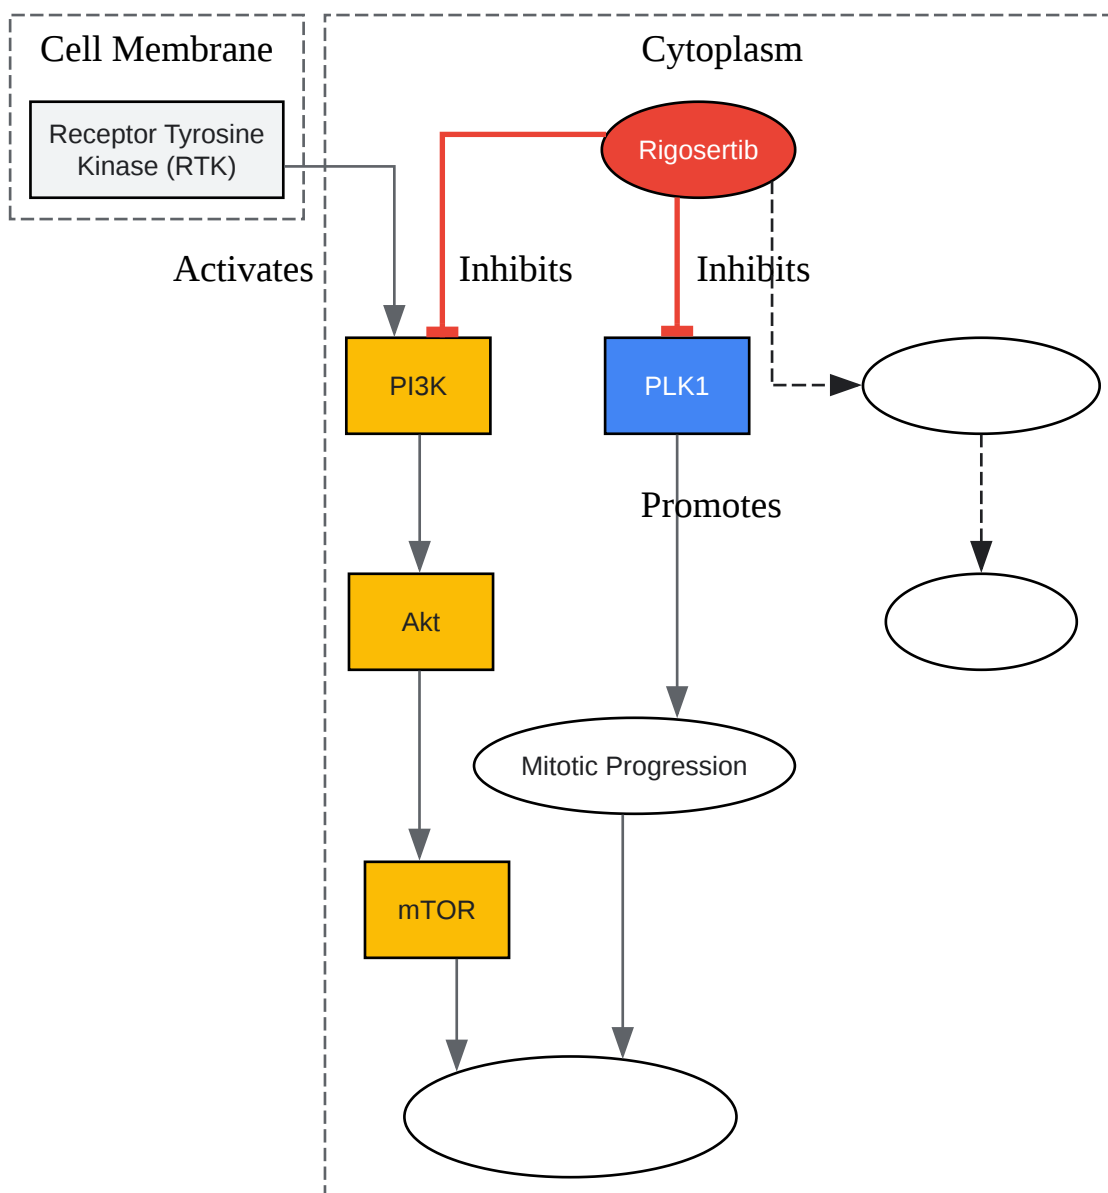 Cell Membrane
Cytoplasm
Receptor Tyrosine
Kinase (RTK)
Rigosertib
Activates
Inhibits
Inhibits
PI3K
PLK1
Promotes
Akt
Mitotic Progression
mTOR